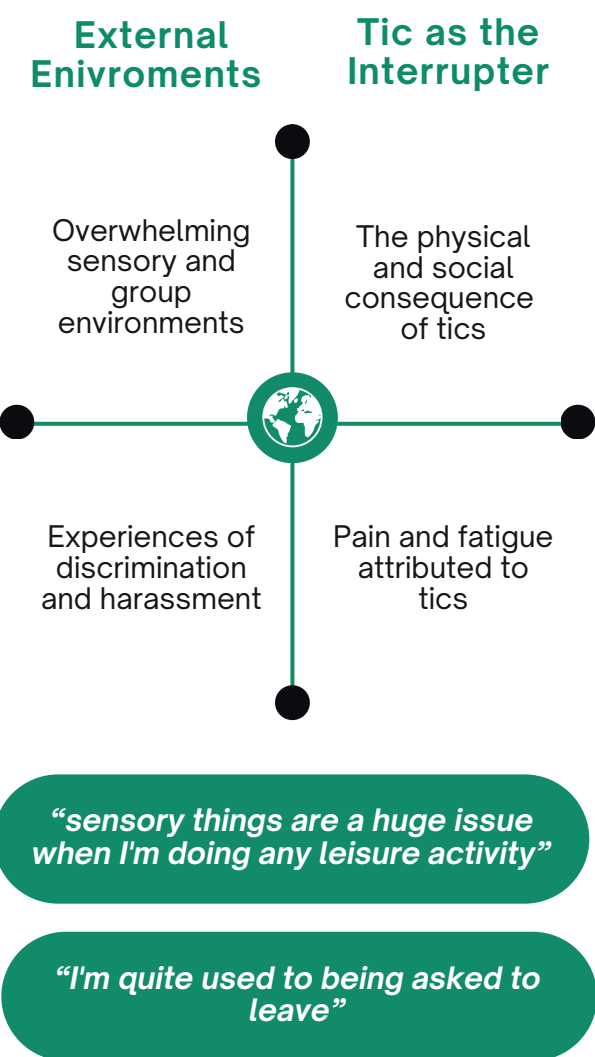 External
Enivroments
Tic as the
Interrupter
Overwhelming
sensory and
group
environments
The physical
and social
consequence
of tics
Experiences of
discrimination
and harassment
Pain and fatigue
attributed to
tics
“sensory things are a huge issue
when I'm doing any leisure activity”
“I'm quite used to being asked to
leave”